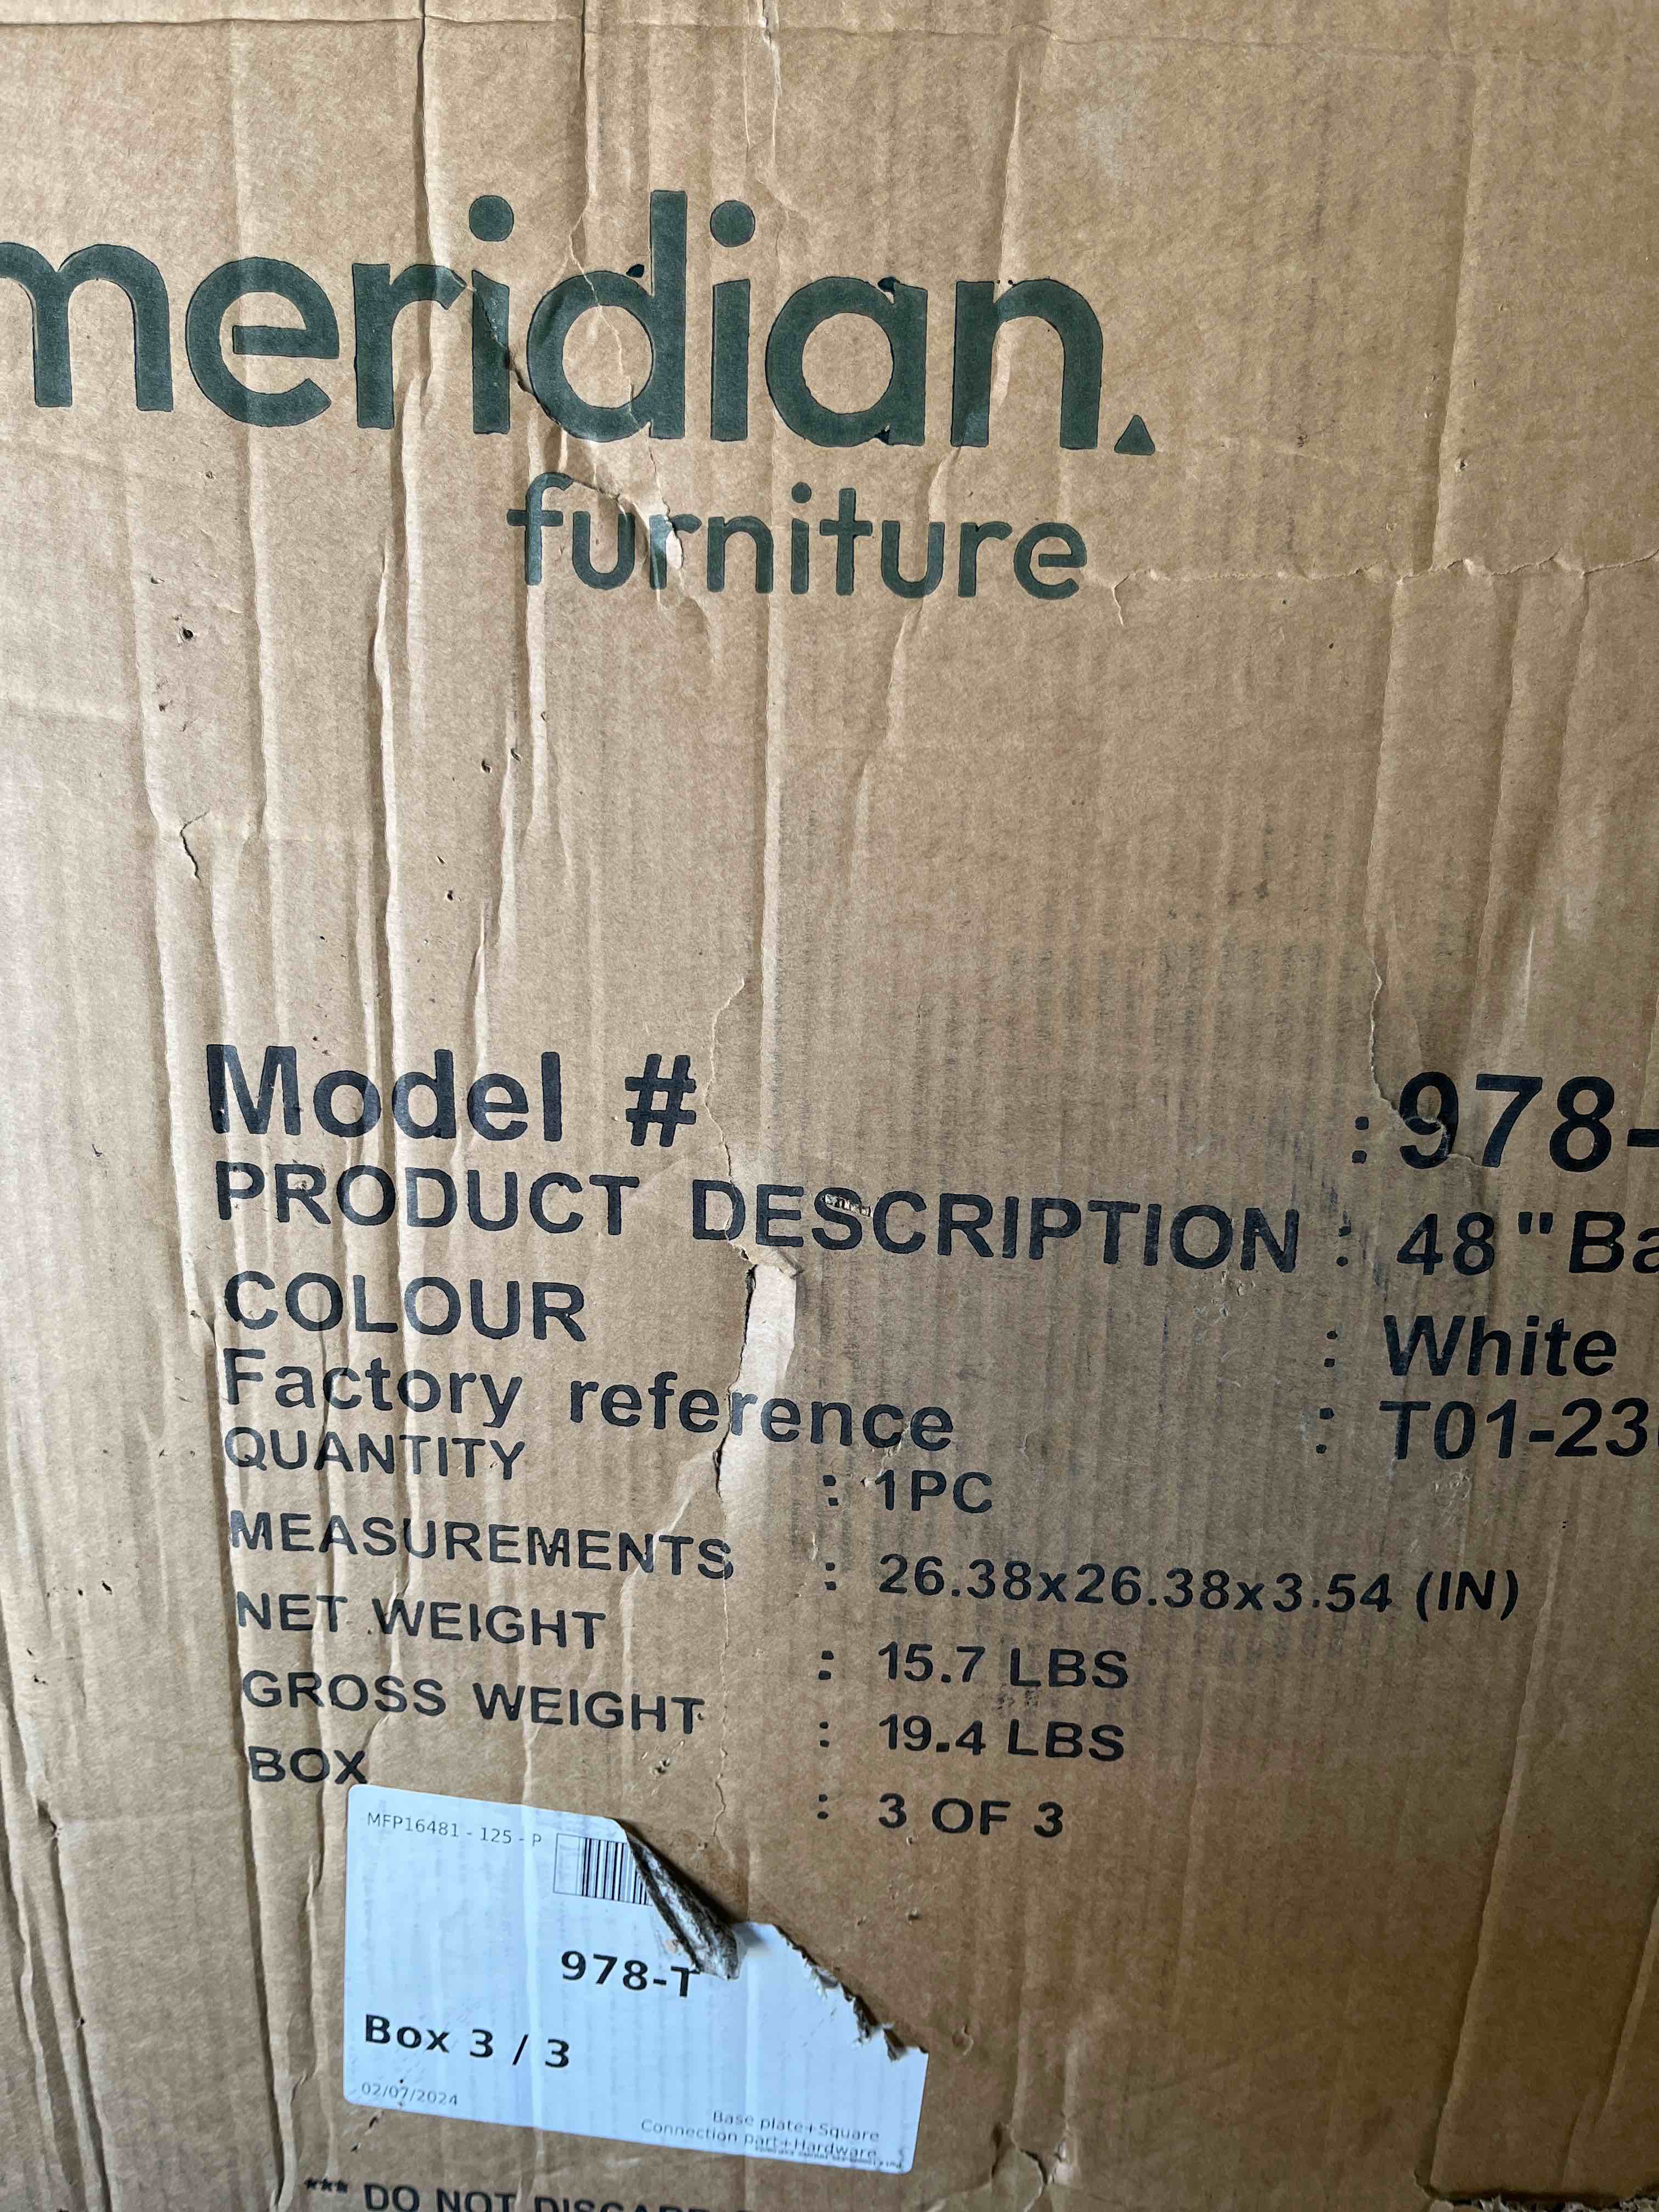 meridian.
furniture
Model # : 978-
PRODUCT DESCRIPTION : 48"Ba
COLOUR : White
Factory reference : T01-23
QUANTITY : 1PC
MEASUREMENTS : 26.38x26.38x3.54 (IN)
NET WEIGHT : 15.7 LBS
GROSS WEIGHT : 19.4 LBS
BOX : 3 OF 3
MFP16481 - 125 - P
978-T
Box 3 / 3
02/07/2024
Base plate+Square
Connection part+Hardware
*** DO NOT DISCARD